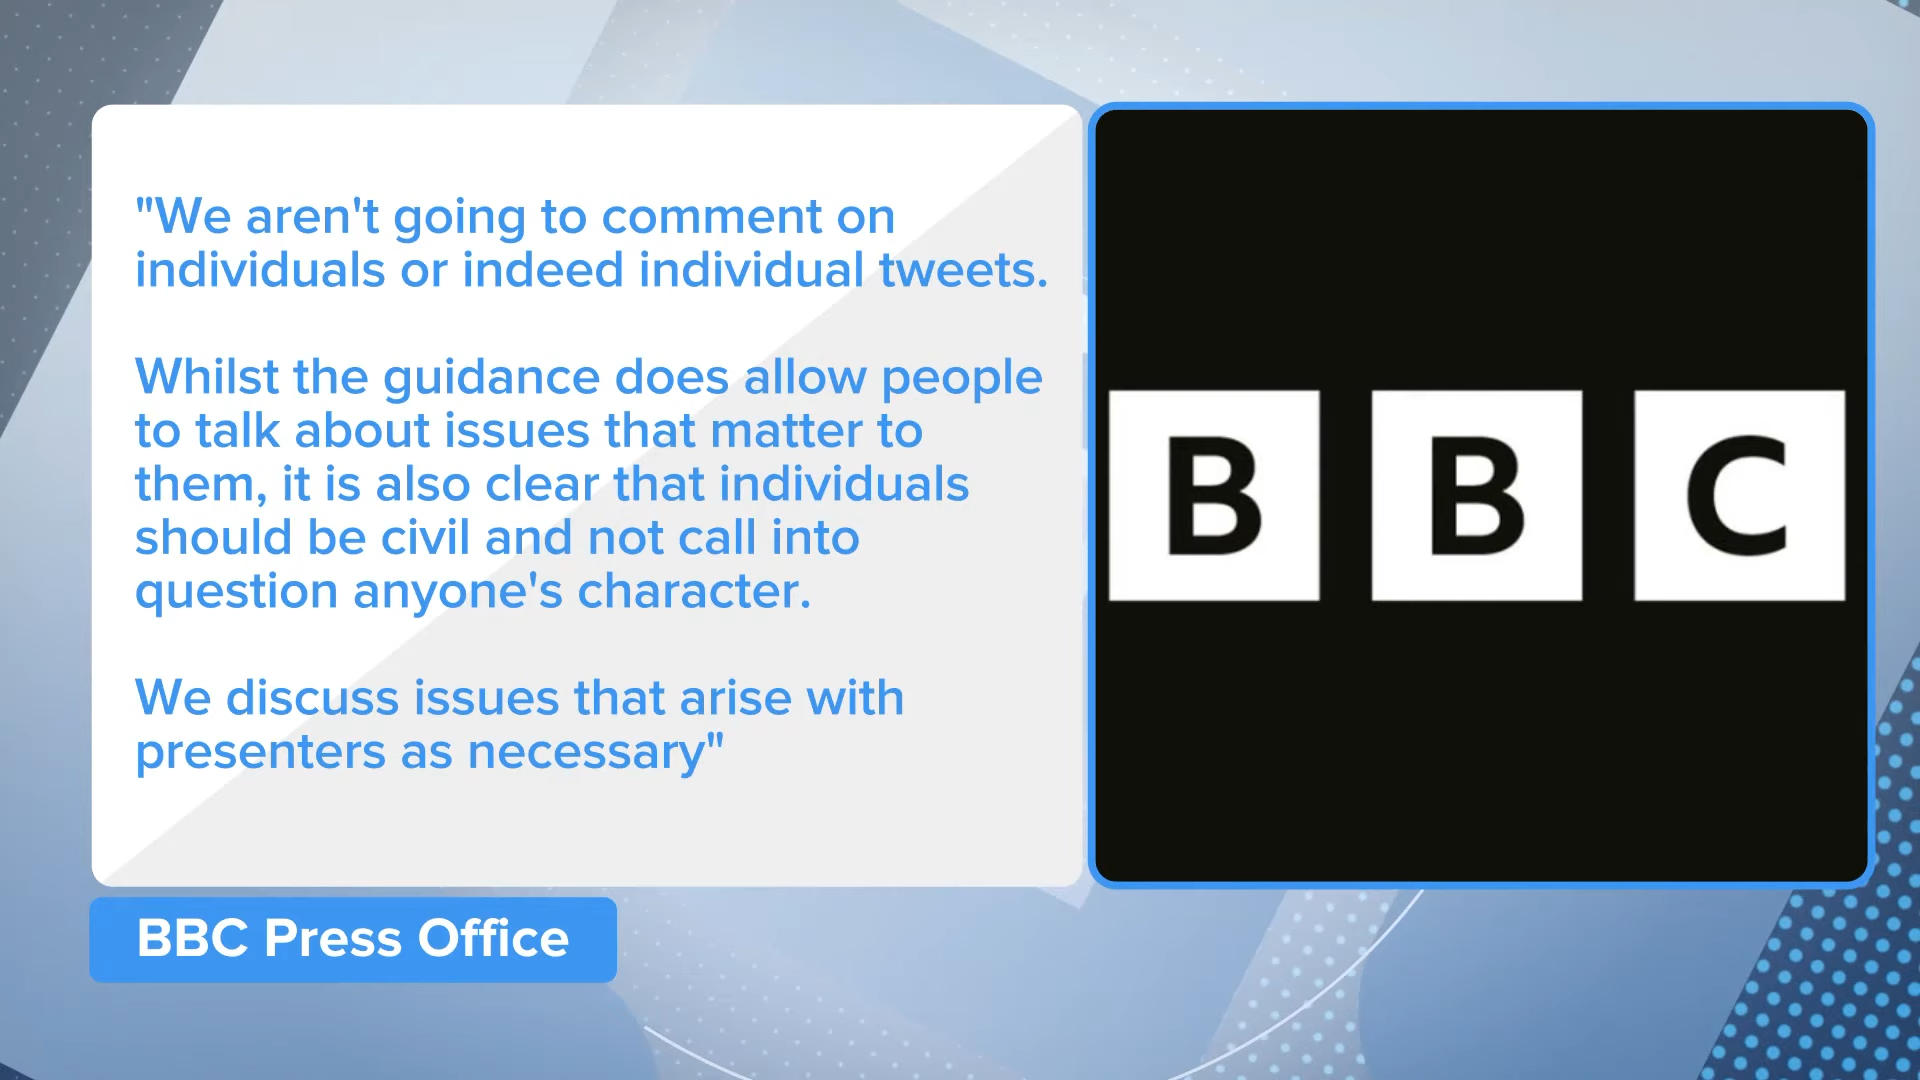 "We aren't going to comment on
individuals or indeed individual tweets.
Whilst the guidance does allow people
to talk about issues that matter to
them, it is also clear that individuals
should be civil and not call into
question anyone's character.
We discuss issues that arise with
presenters as necessary"
BBC
BBC Press Office